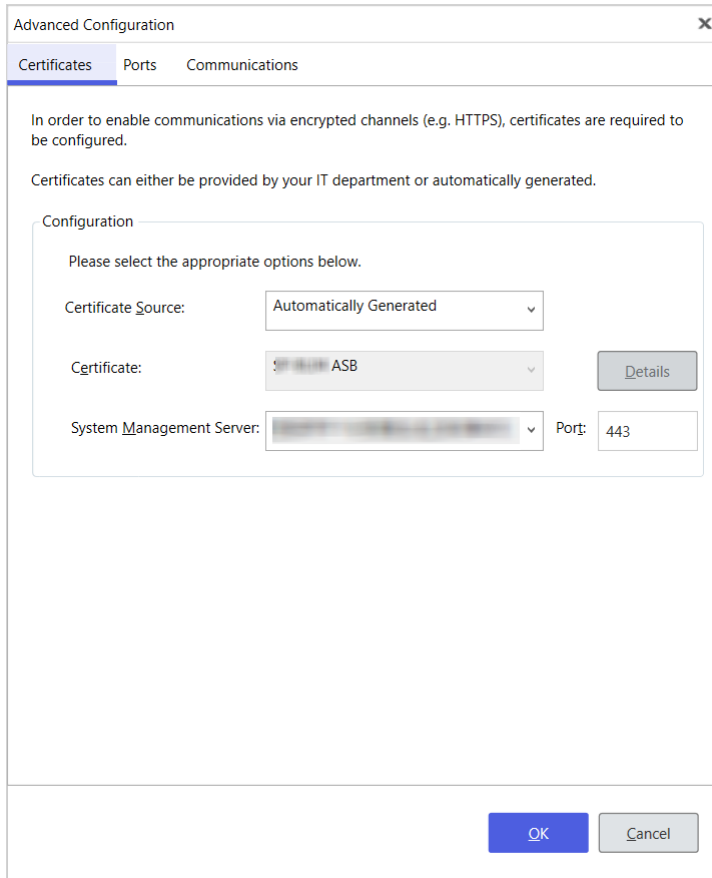 Advanced Configuration
Certificates Ports Communications
In order to enable communications via encrypted channels (e.g. HTTPS), certificates are required to
be configured.
Certificates can either be provided by your IT department or automatically generated.
Configuration
Please select the appropriate options below.
Certificate Source: Automatically Generated
Certificate: ASB Details
System Management Server: Port: 443
OK Cancel